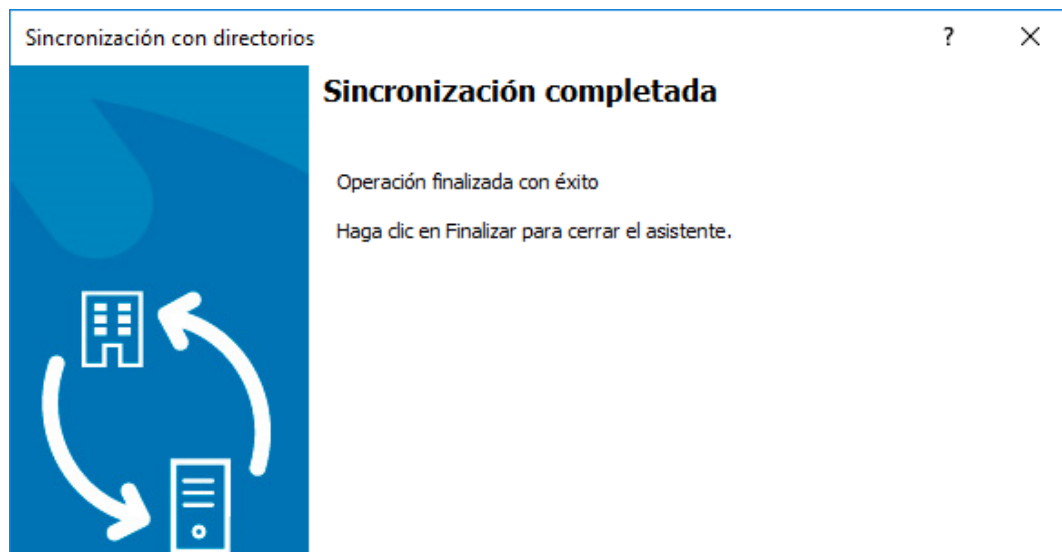 Sincronización con directorios ?
Sincronización completada
Operación finalizada con éxito
Haga clic en Finalizar para cerrar el asistente.